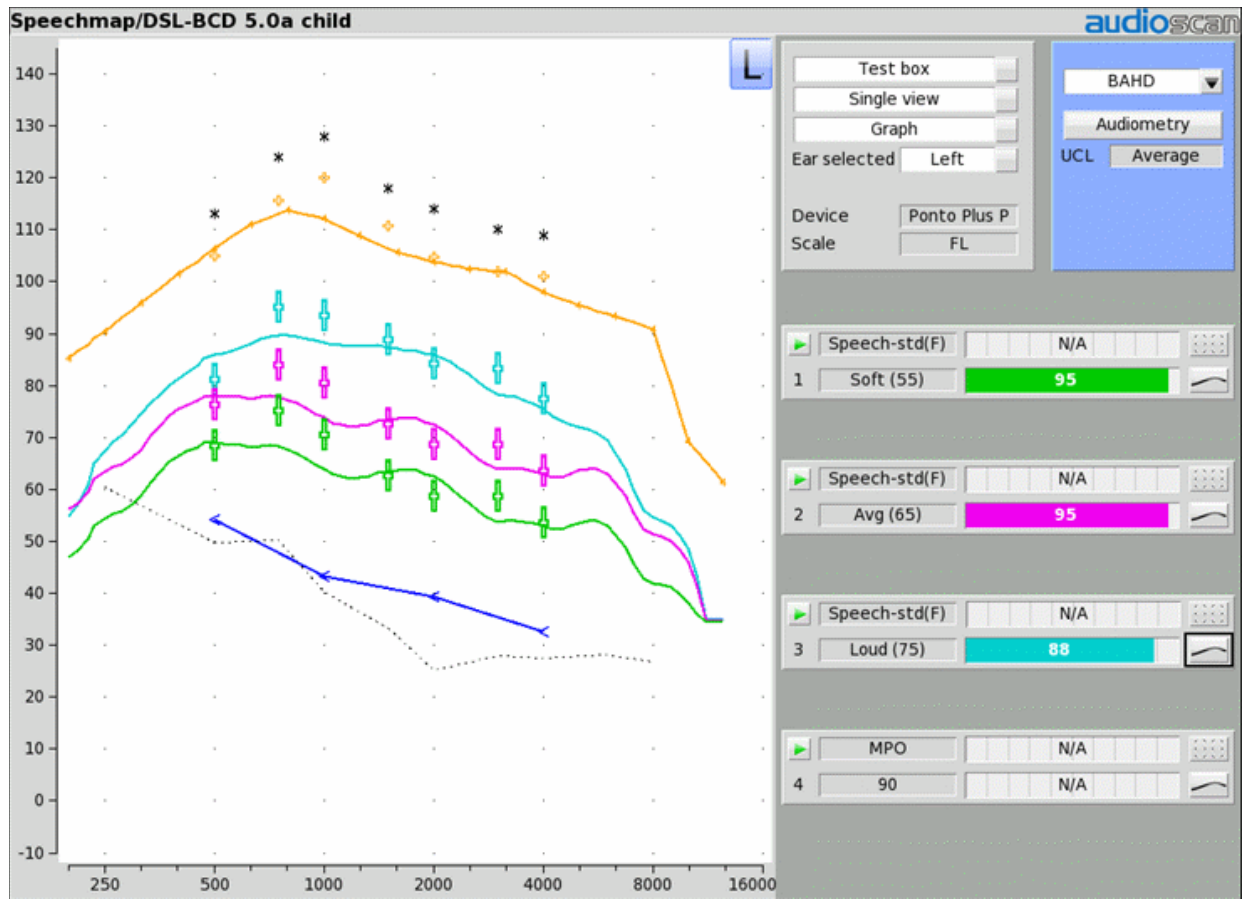 Speechmap/DSL-BCD 5.0a child
audioscan
L
140
130
120
110
100
90
80
70
60
50
40
30
20
10
0
-10
250 500 1000 2000 4000 8000 16000
Test box
Single view
Graph
Ear selected Left
Device Ponto Plus P
Scale FL
BAHD
Audiometry
UCL Average
Speech-std(F) N/A
1 Soft (55) 95
Speech-std(F) N/A
2 Avg (65) 95
Speech-std(F) N/A
3 Loud (75) 88
MPO N/A
4 90 N/A